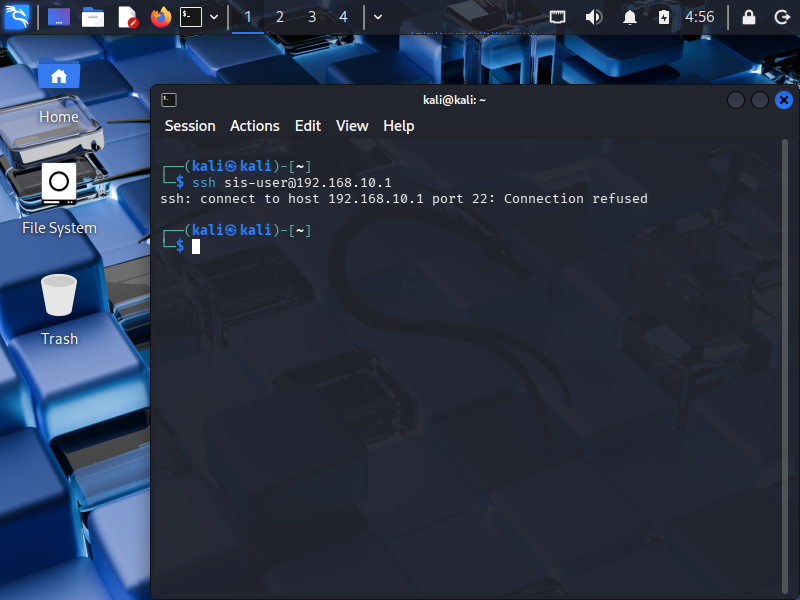 1 2 3 4
4:56
Home
File System
Trash
kali@kali: ~
Session Actions Edit View Help
┌──(kali㉿kali)-[~]
└─$ ssh sis-user@192.168.10.1
ssh: connect to host 192.168.10.1 port 22: Connection refused
┌──(kali㉿kali)-[~]
└─$